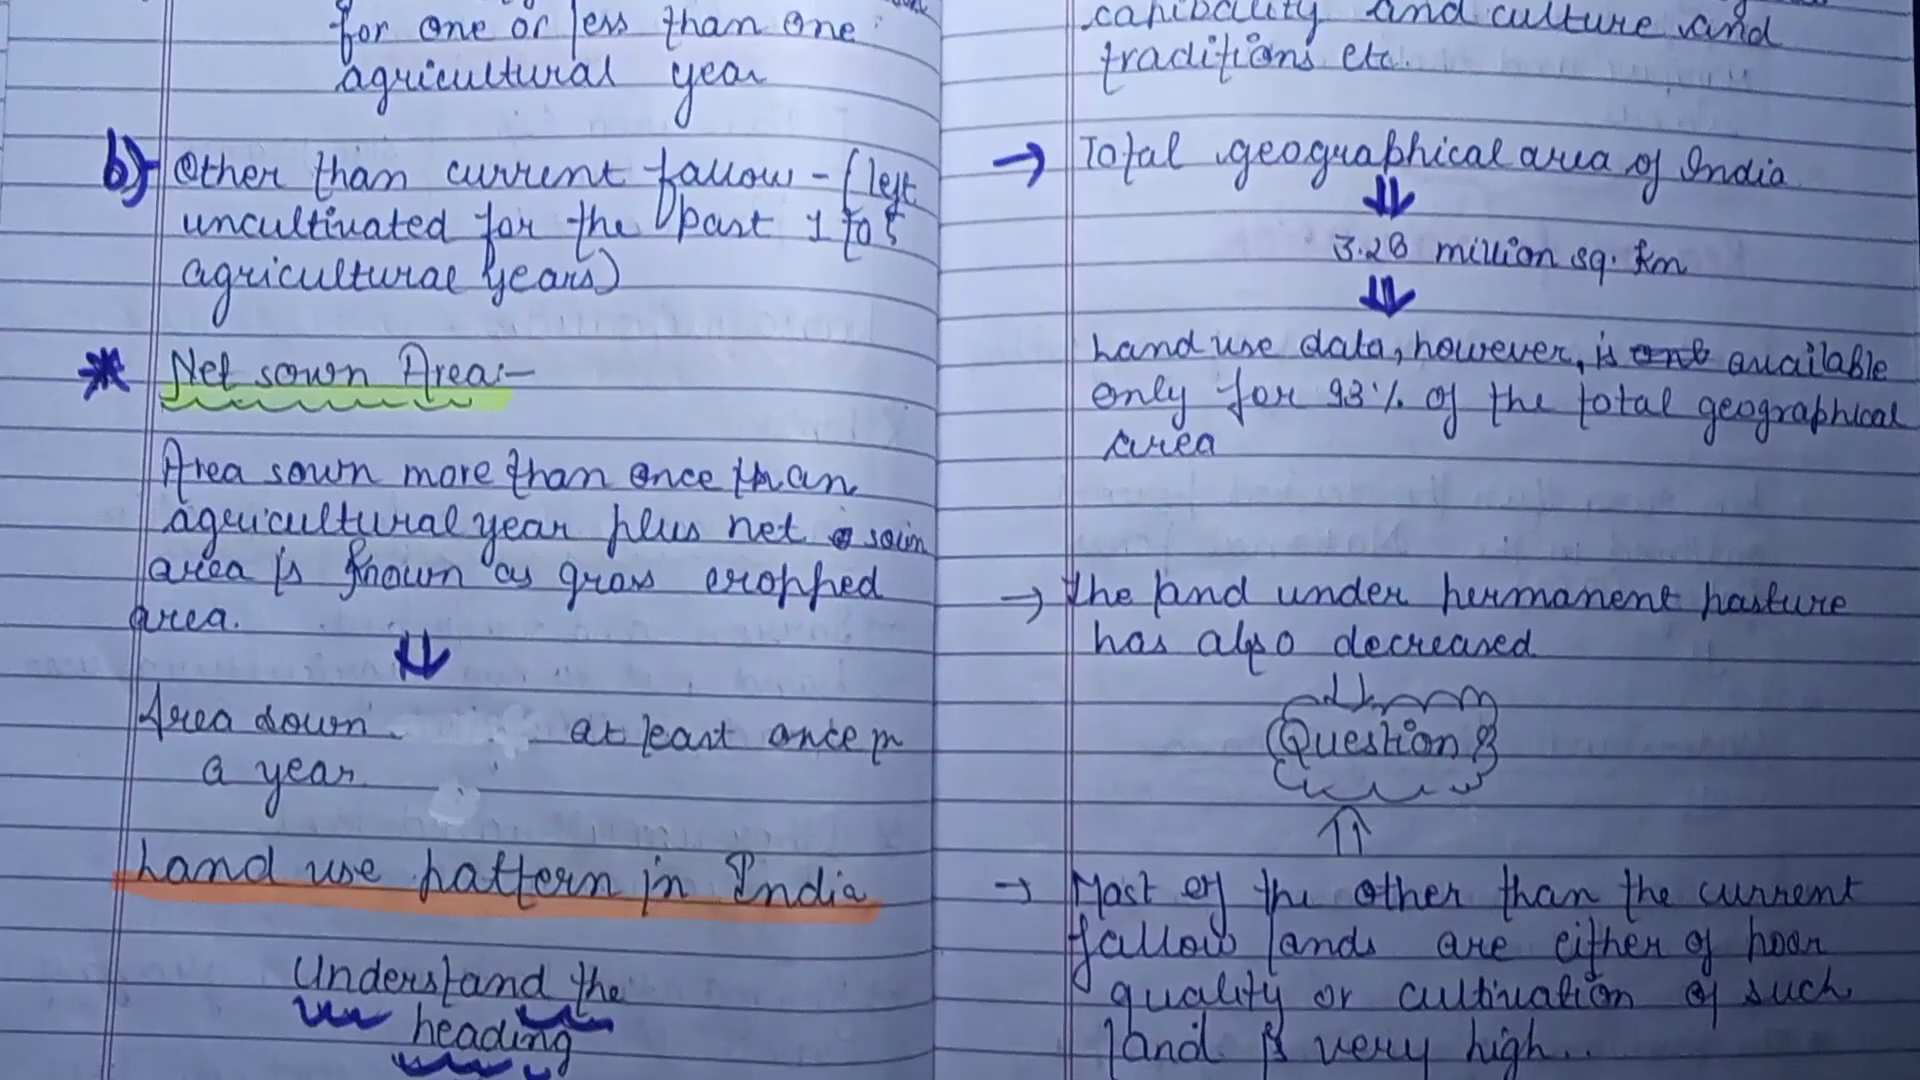 for one or less than one
agricultural year
b) Other than current fallow - (left
uncultivated for the past 1 to 5
agricultural years)
* Net sown Area:-
Area sown more than once than
agricultural year plus net sown
area is known as gross cropped
area.
Area sown at least once in
a year
Land use pattern in India
Understand the
heading
capibality and culture and
traditions etc.
→ Total geographical area of India
3.28 million sq. km
Land use data, however, is available
only for 93% of the total geographical
area
→ The land under permanent pasture
has also decreased
Question
→ Most of the other than the current
fallow lands are either of poor
quality or cultivation of such
land is very high..